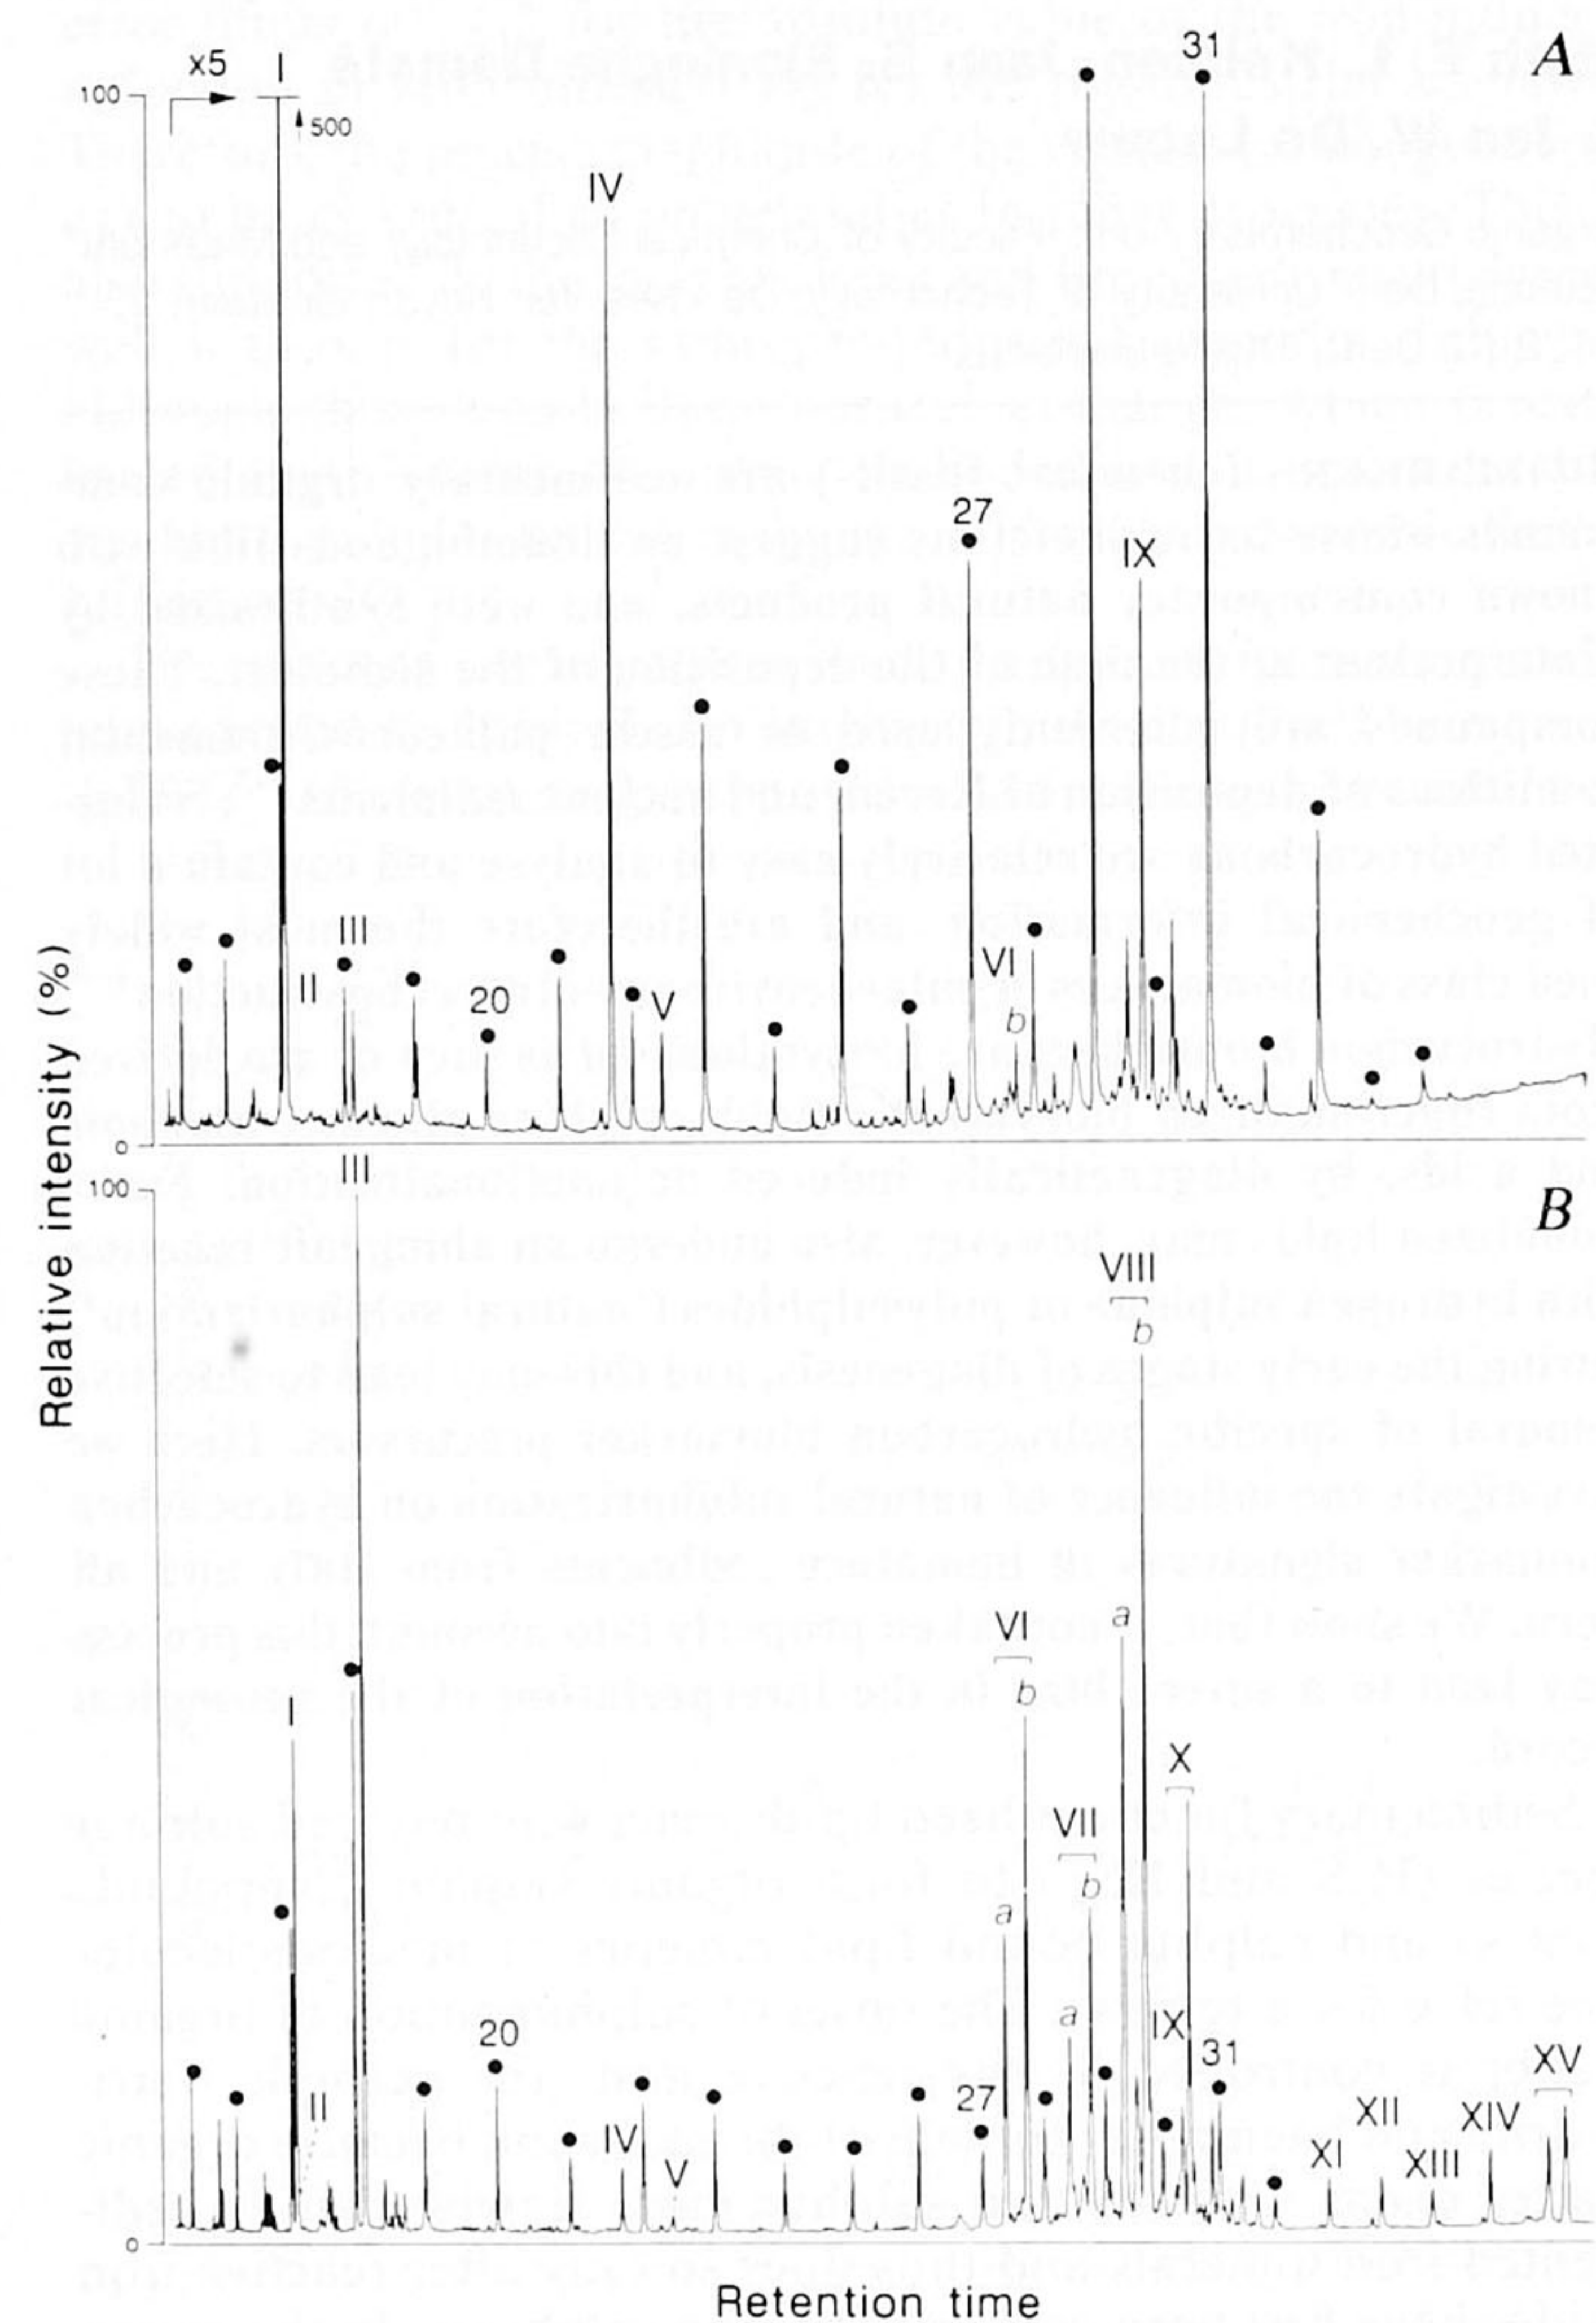 A
31
x5 I
100
500
IV
27
IX
III
II
VI
20 V
b
0
Relative intensity (%)
III
100
B
VIII
b
a
VI
I b
X
VII
b
a
a
20
IX
31
XV
27
II XII XIV
IV XI XIII
V
0
Retention time